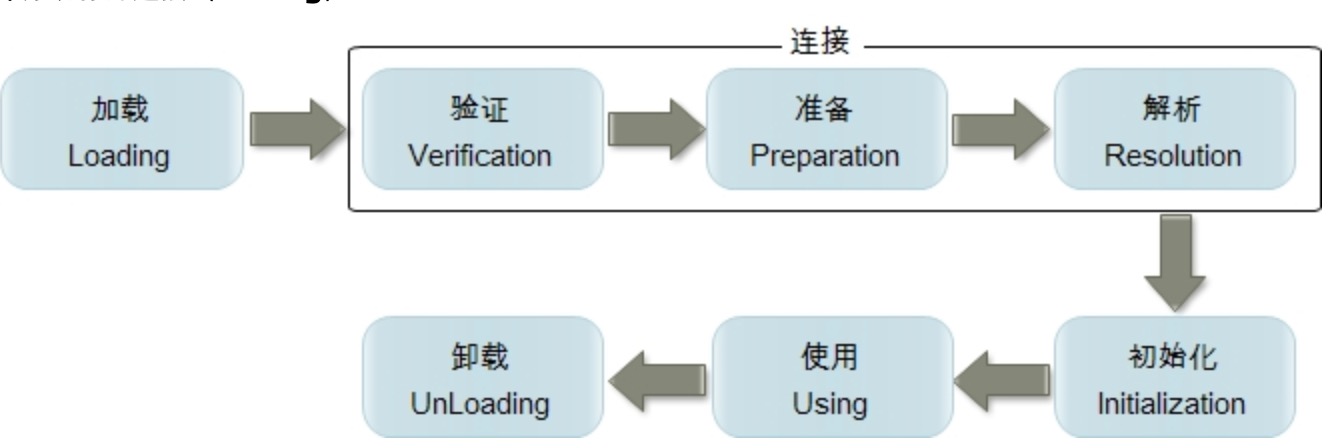 连接
加载
Loading
验证
Verification
准备
Preparation
解析
Resolution
卸载
UnLoading
使用
Using
初始化
Initialization